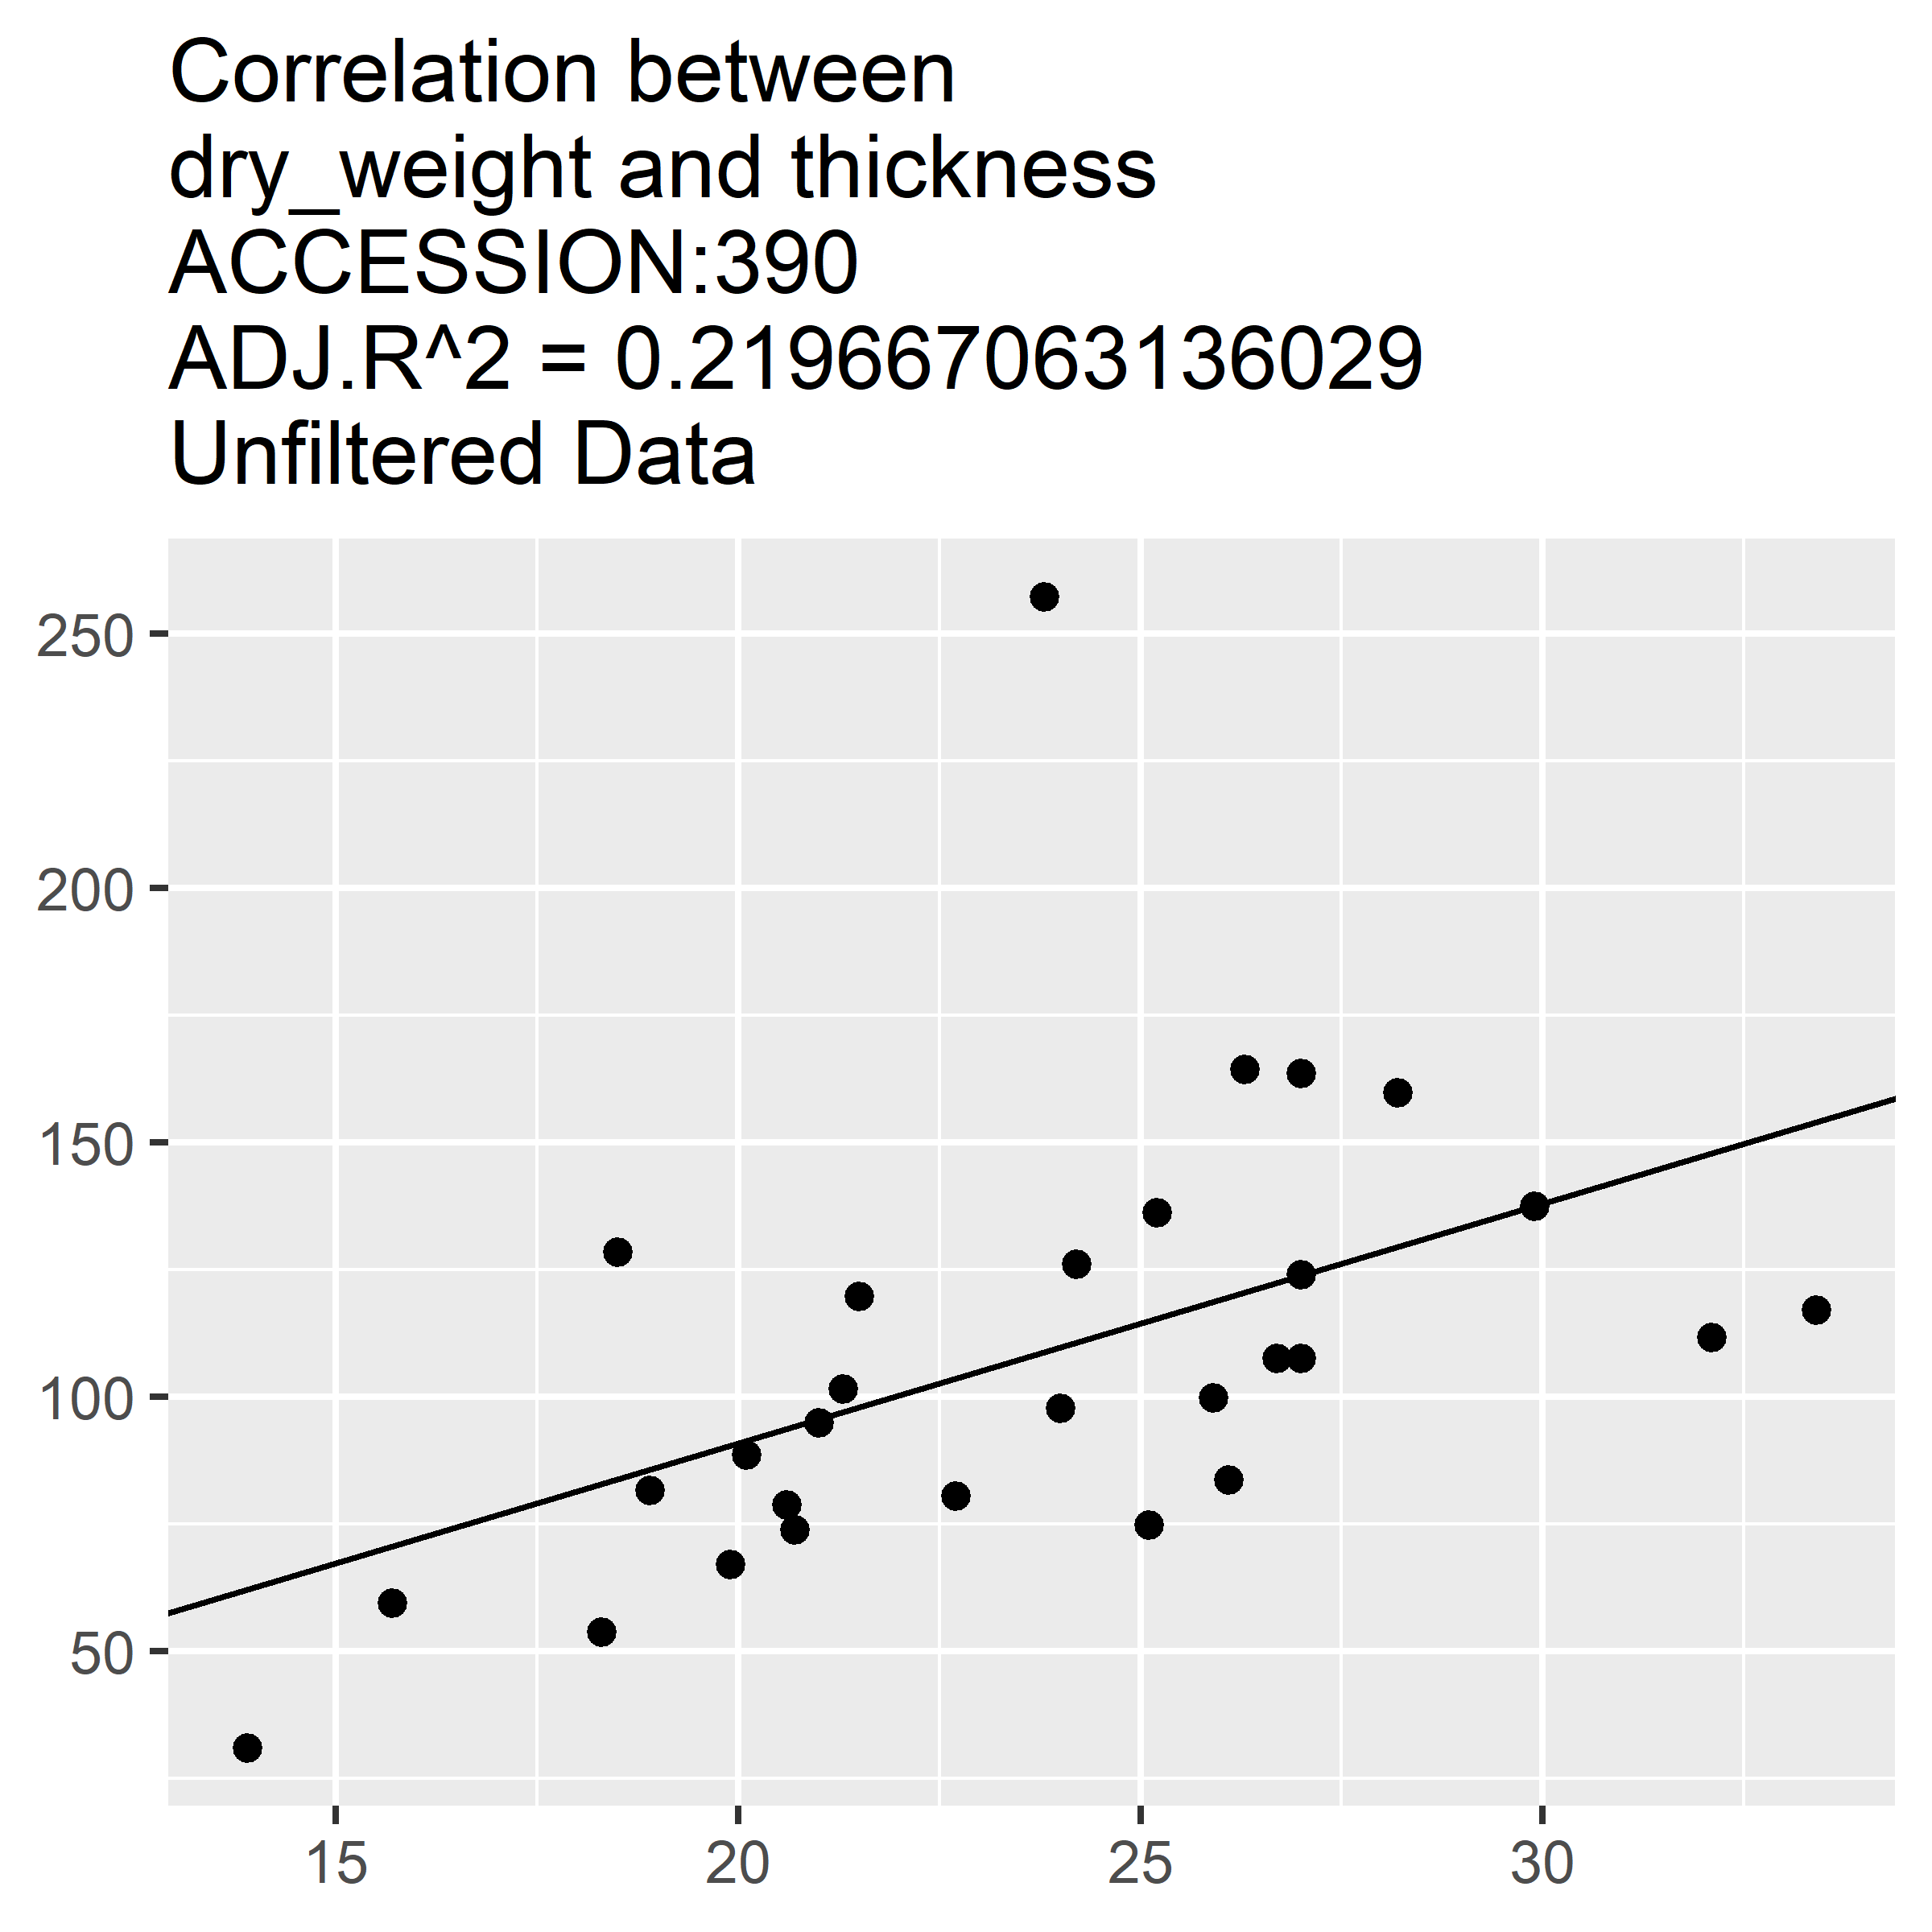 Correlation between
dry_weight and thickness
ACCESSION:390
ADJ.R^2 = 0.219667063136029
Unfiltered Data
250
200
150
100
50
15 20 25 30